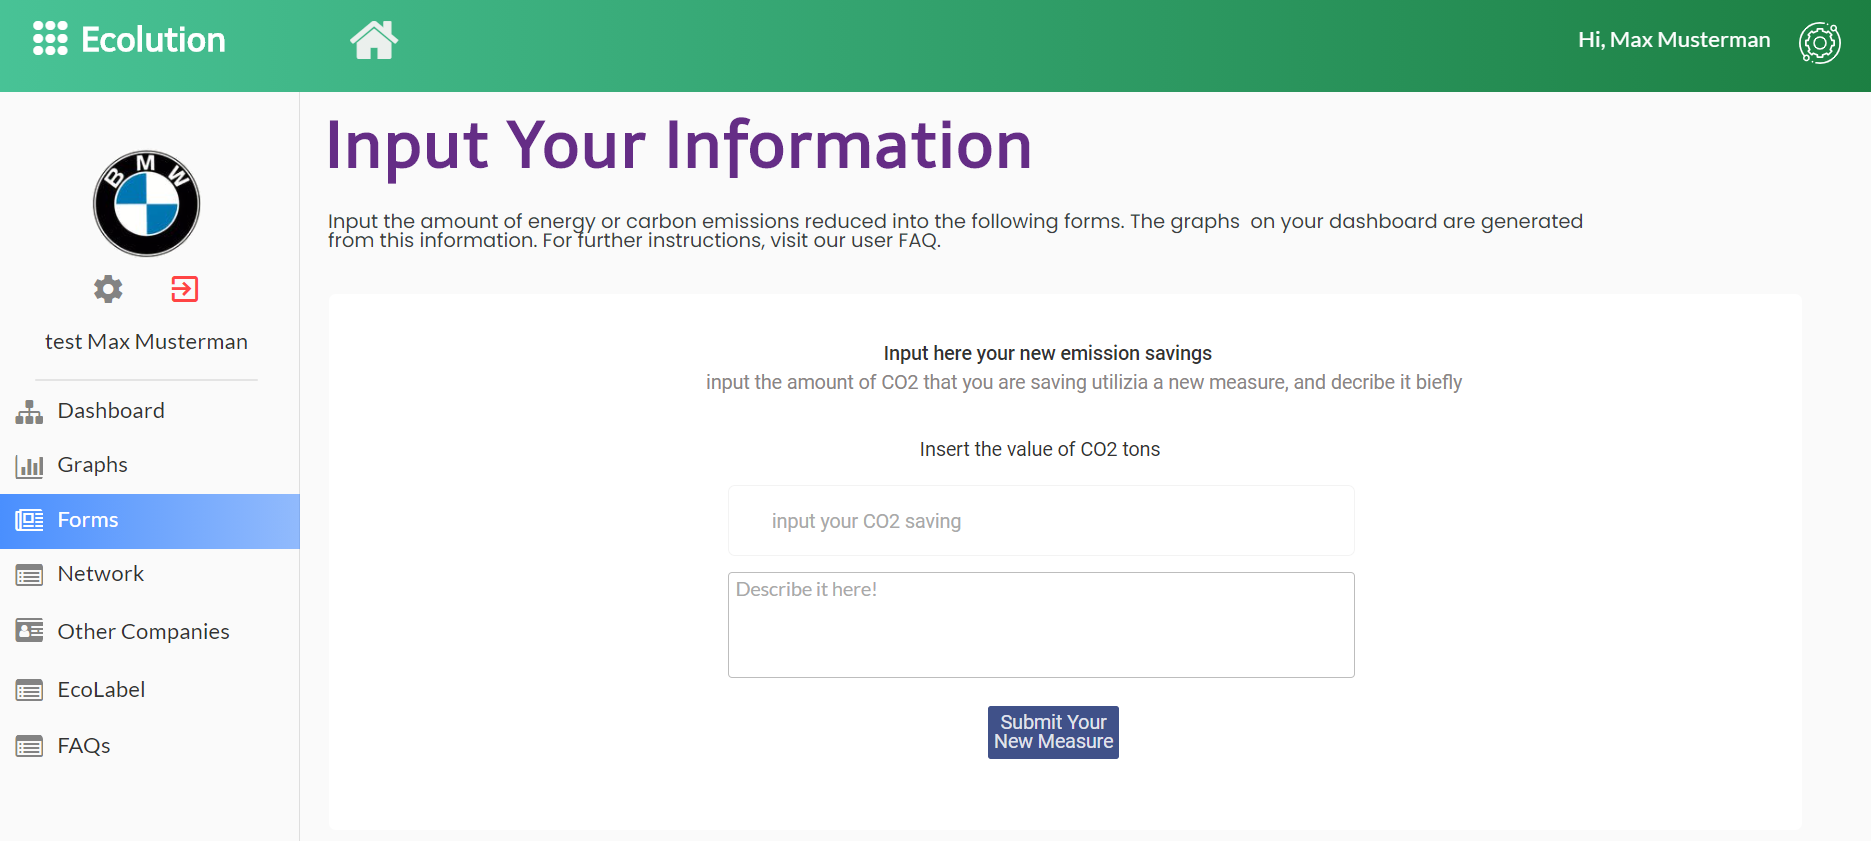 Ecolution
Hi, Max Musterman
BMW
test Max Musterman
Dashboard
Graphs
Forms
Network
Other Companies
EcoLabel
FAQs
Input Your Information
Input the amount of energy or carbon emissions reduced into the following forms. The graphs  on your dashboard are generated
from this information. For further instructions, visit our user FAQ.
Input here your new emission savings
input the amount of CO2 that you are saving utilizia a new measure, and decribe it biefly
Insert the value of CO2 tons
input your CO2 saving
Describe it here!
Submit Your
New Measure